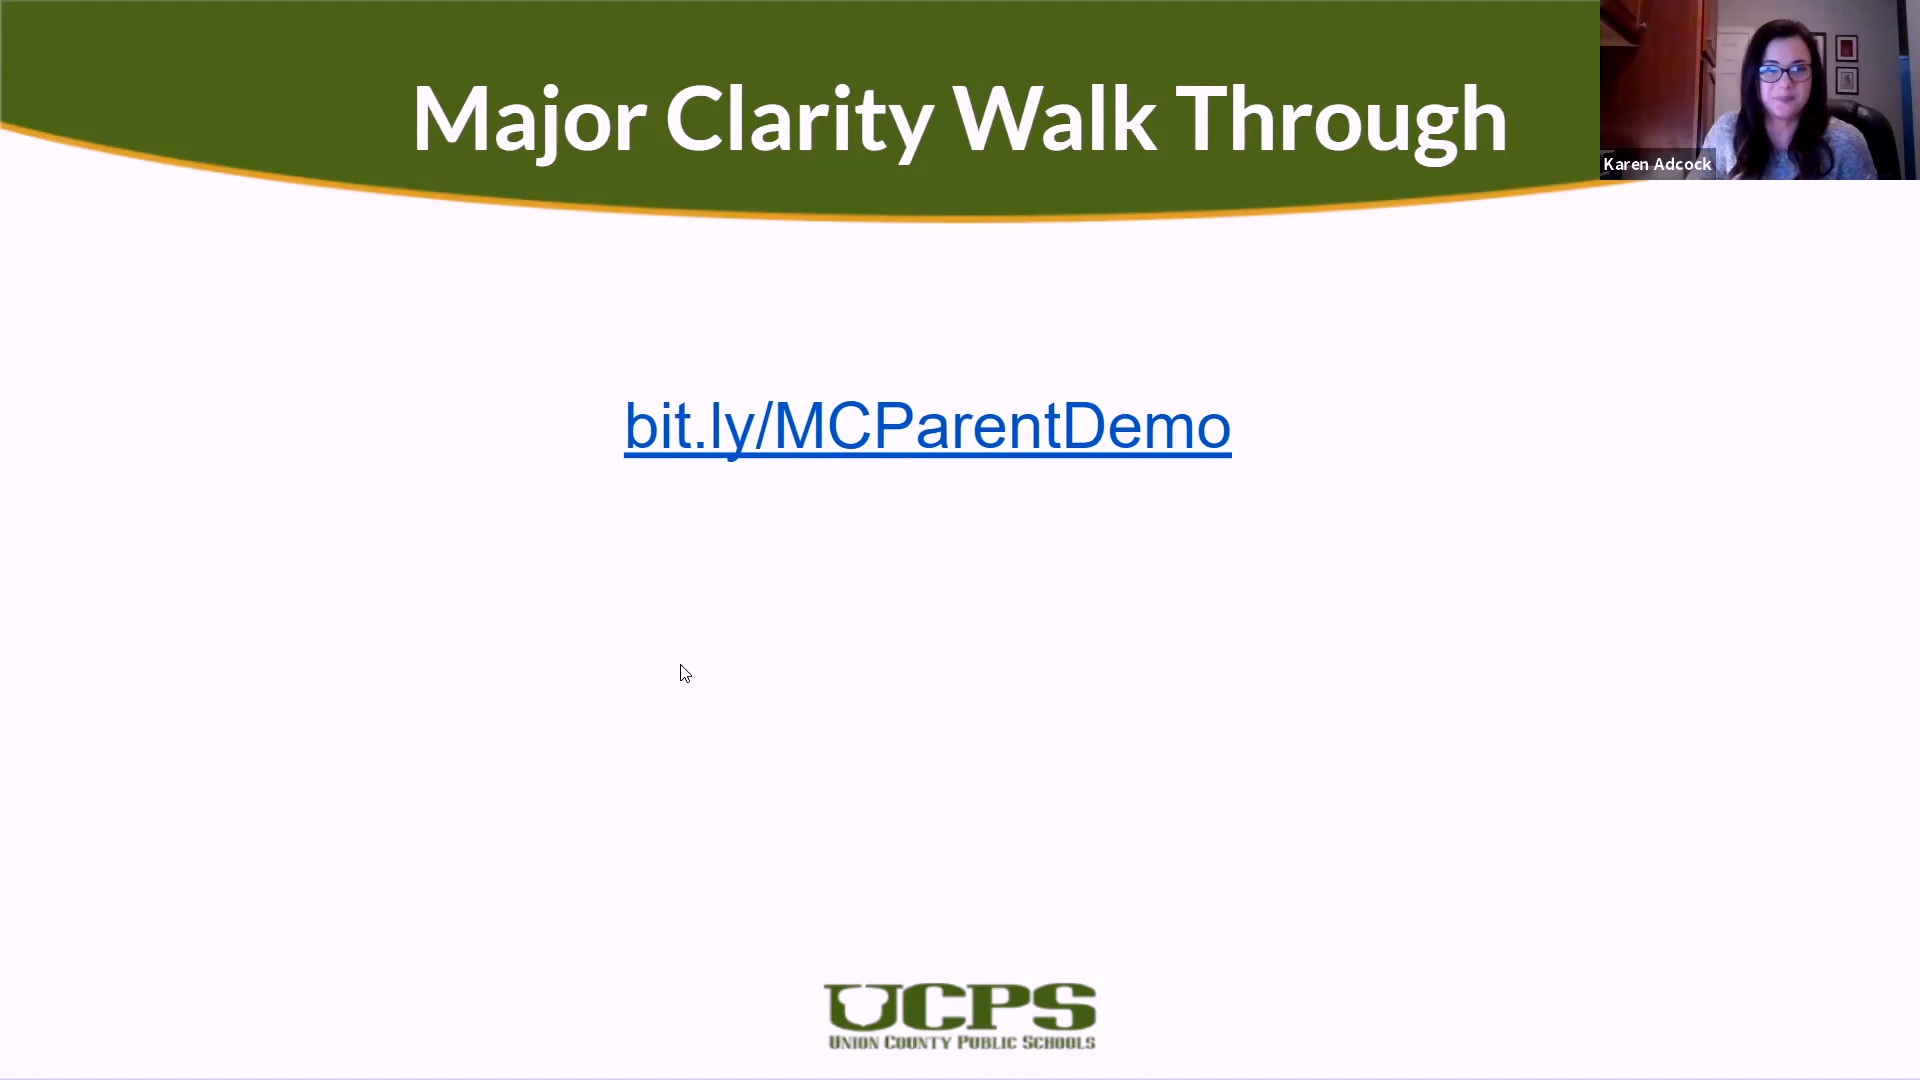 Major Clarity Walk Through
Karen Adcock
bit.ly/MCParentDemo
UCPS
UNION COUNTY PUBLIC SCHOOLS